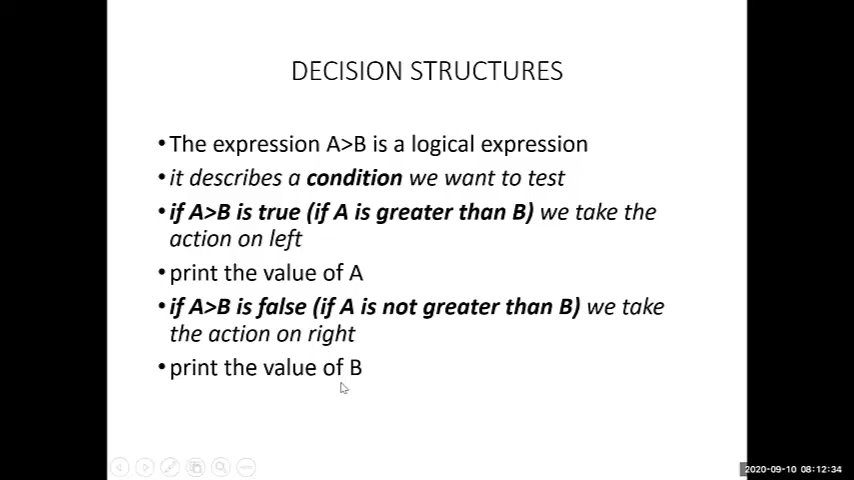 DECISION STRUCTURES
•The expression A>B is a logical expression
•it describes a condition we want to test
•if A>B is true (if A is greater than B) we take the
action on left
•print the value of A
•if A>B is false (if A is not greater than B) we take
the action on right
•print the value of B
2020-09-10 08:12:34